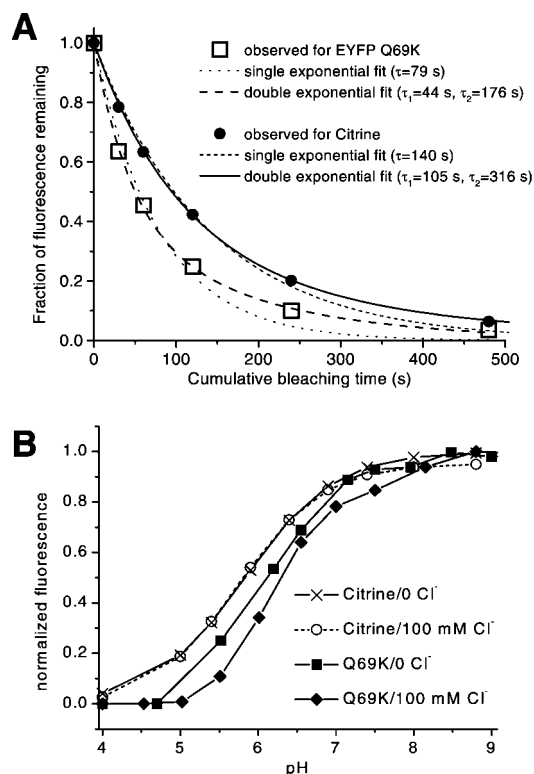 A
1.0
0.8
0.6
0.4
0.2
0.0
Fraction of fluorescence remaining
observed for EYFP Q69K
single exponential fit (τ=79 s)
double exponential fit (τ1=44 s, τ2=176 s)
observed for Citrine
single exponential fit (τ=140 s)
double exponential fit (τ1=105 s, τ2=316 s)
0 100 200 300 400 500
Cumulative bleaching time (s)
B
1.0
0.8
0.6
0.4
0.2
0.0
normalized fluorescence
Citrine/0 Cl-
Citrine/100 mM Cl-
Q69K/0 Cl-
Q69K/100 mM Cl-
4 5 6 7 8 9
pH